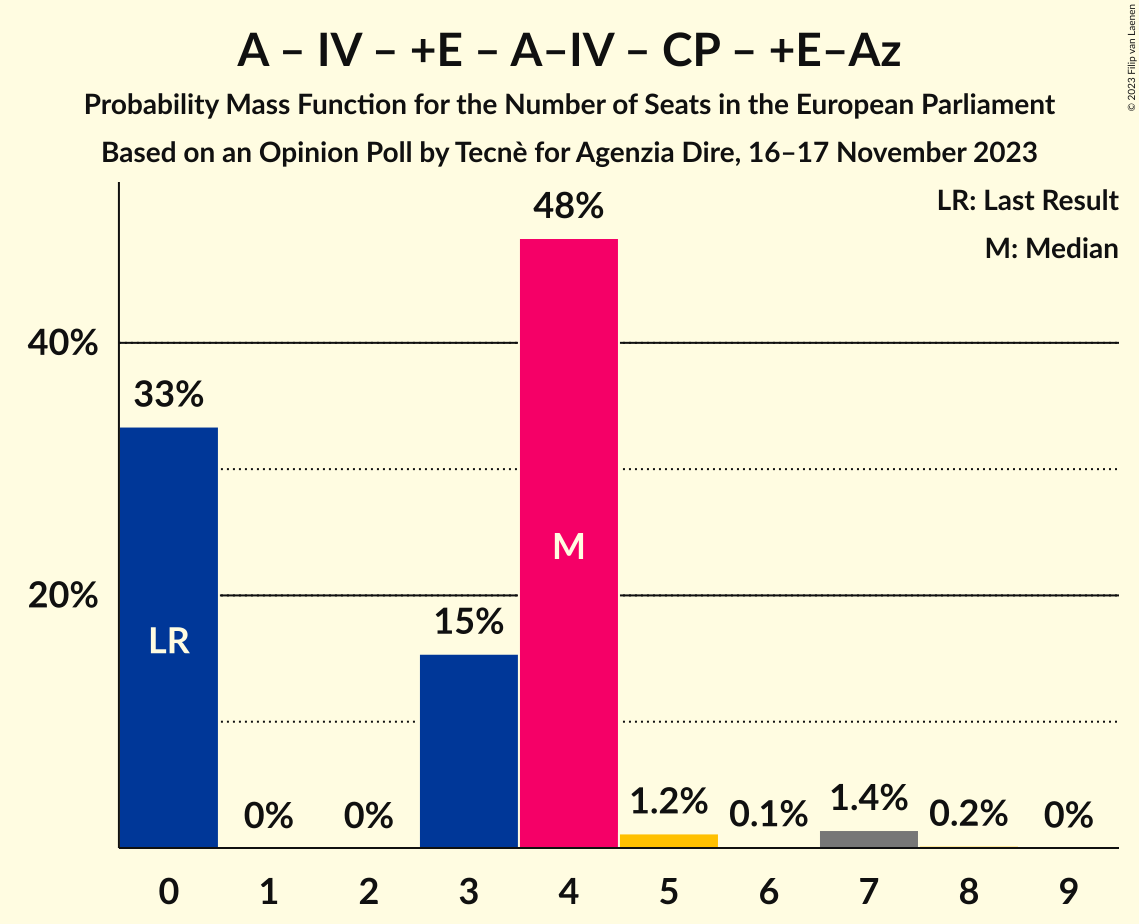 A – IV – +E – A–IV – CP – +E–Az
Probability Mass Function for the Number of Seats in the European Parliament
Based on an Opinion Poll by Tecnè for Agenzia Dire, 16–17 November 2023
© 2023 Filip van Laenen
LR: Last Result
M: Median
48%
40%
33%
M
20%
15%
LR
1.2%
0.1%
1.4%
0.2%
0%
0%
0%
0 1 2 3 4 5 6 7 8 9